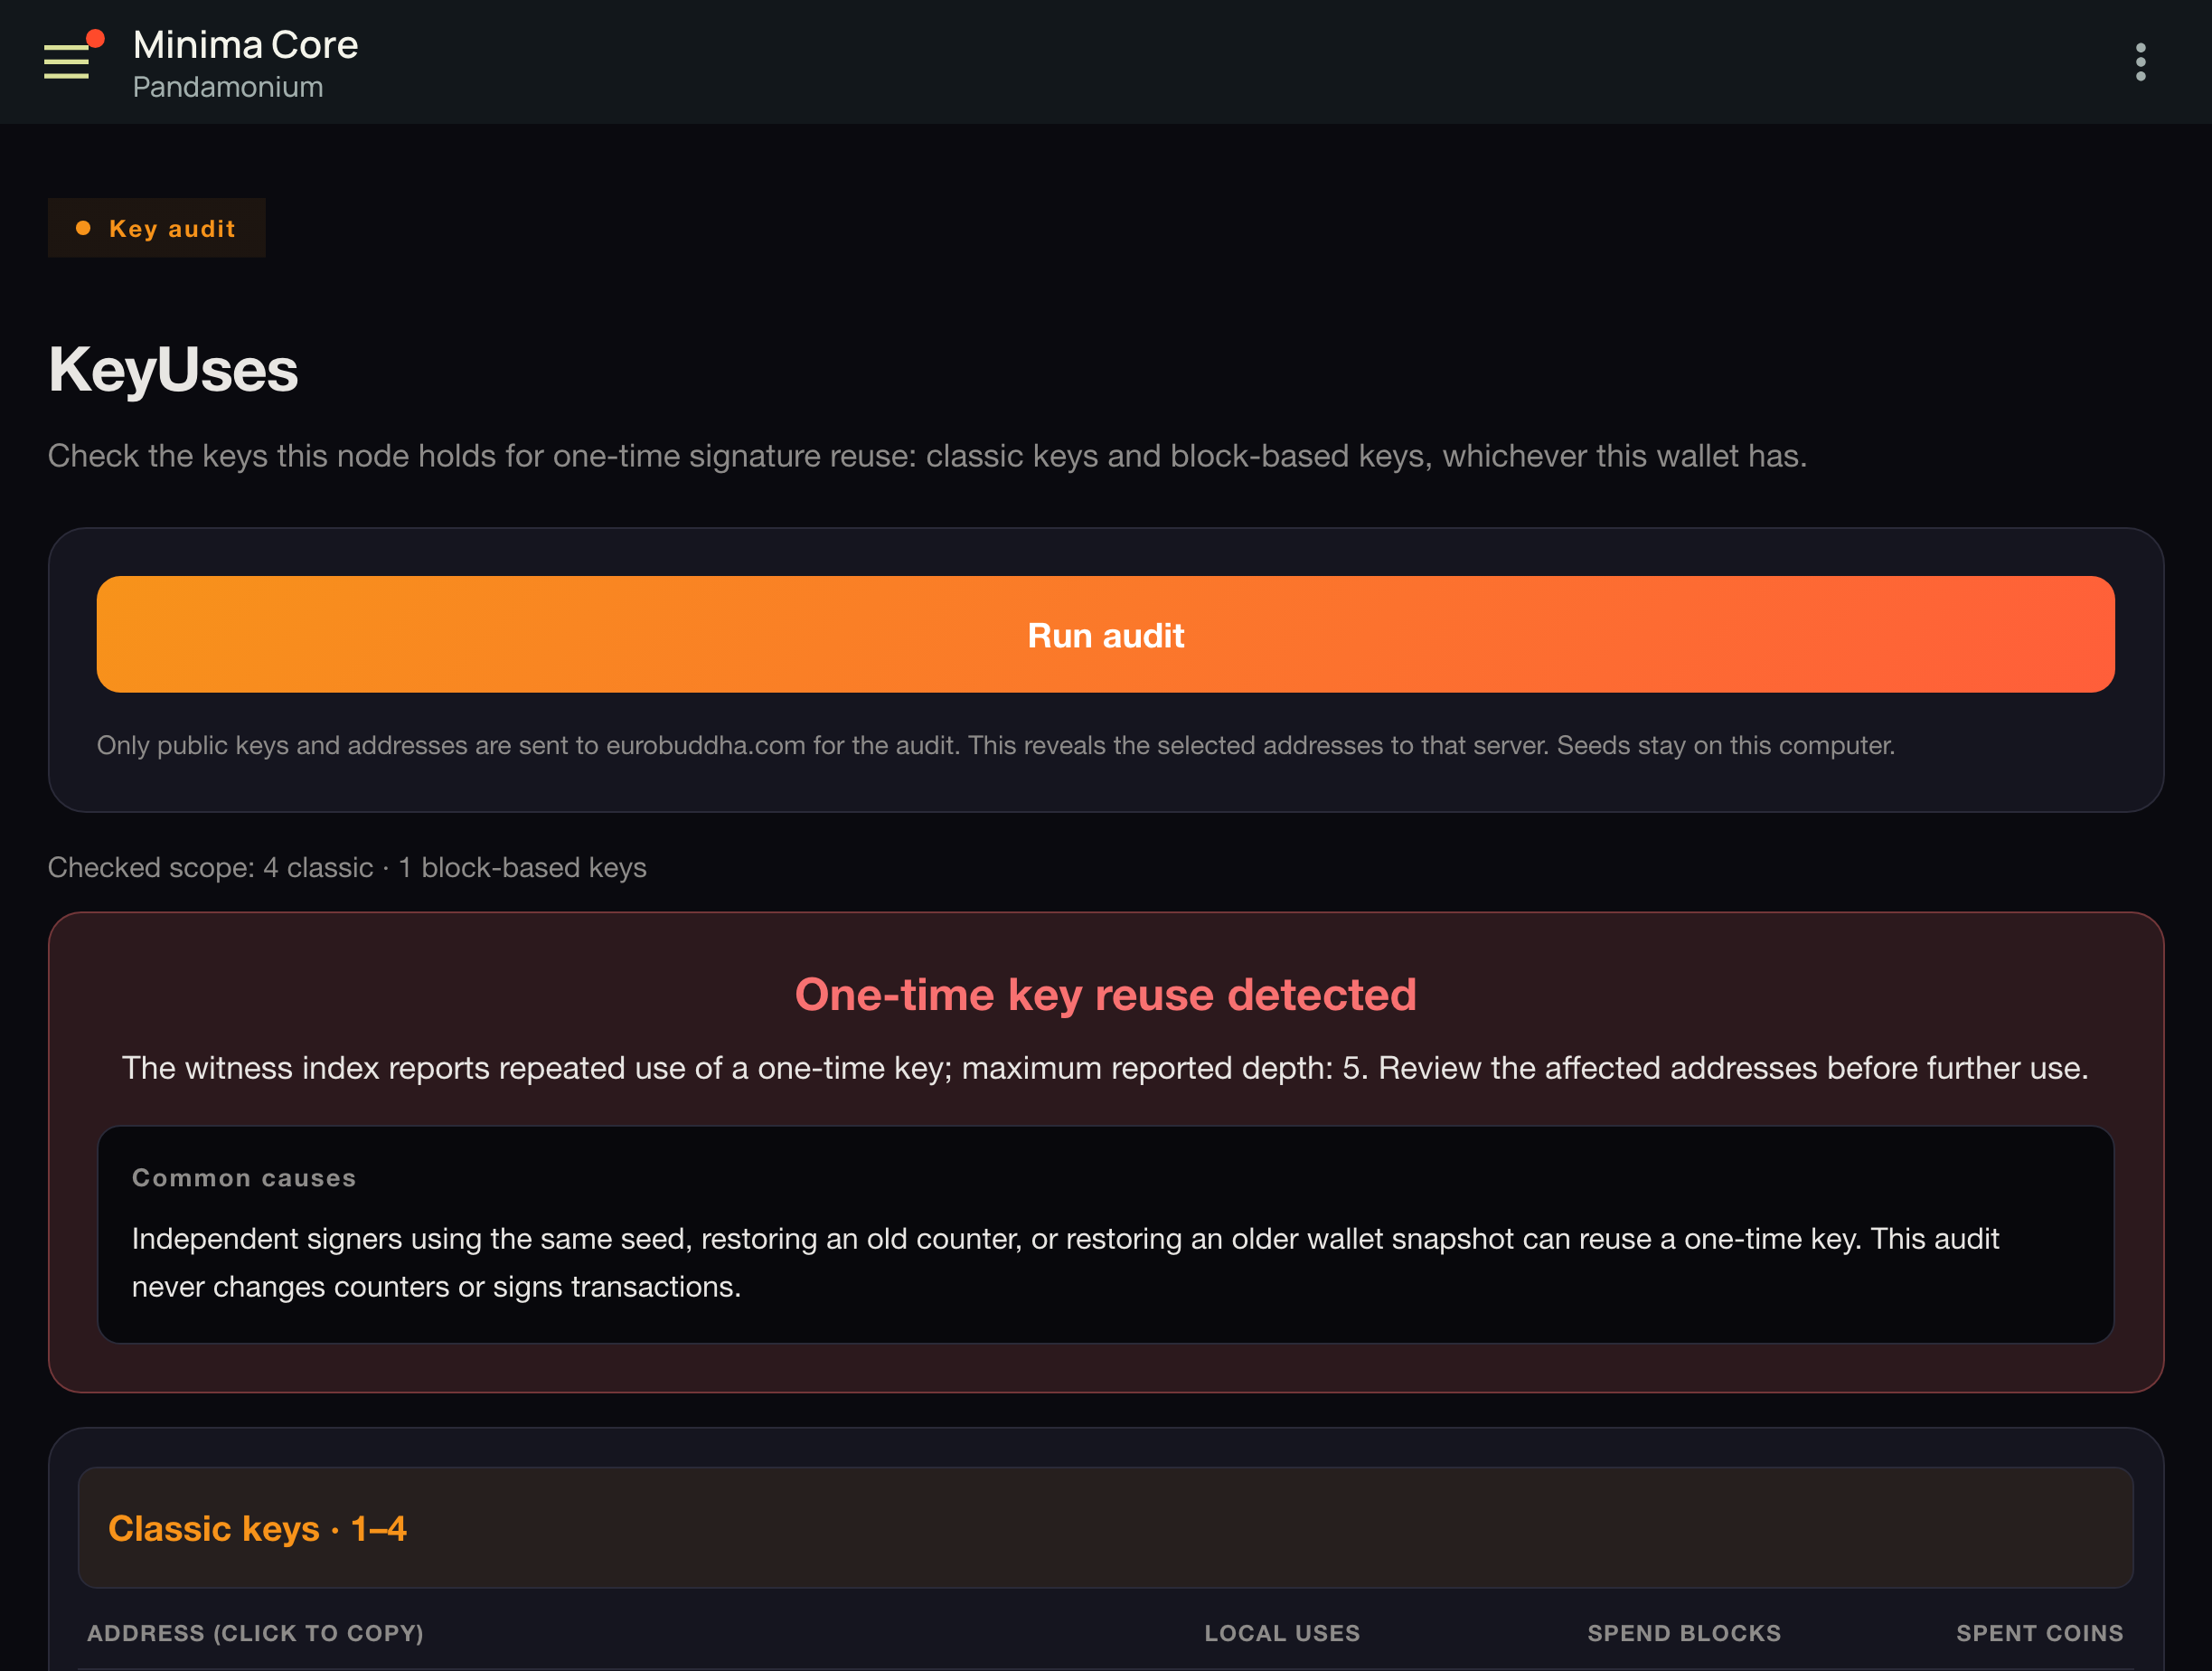 Minima Core
Pandamonium
Key audit
KeyUses
Check the keys this node holds for one-time signature reuse: classic keys and block-based keys, whichever this wallet has.
Run audit
Only public keys and addresses are sent to eurobuddha.com for the audit. This reveals the selected addresses to that server. Seeds stay on this computer.
Checked scope: 4 classic · 1 block-based keys
One-time key reuse detected
The witness index reports repeated use of a one-time key; maximum reported depth: 5. Review the affected addresses before further use.
Common causes
Independent signers using the same seed, restoring an old counter, or restoring an older wallet snapshot can reuse a one-time key. This audit
never changes counters or signs transactions.
Classic keys · 1–4
ADDRESS (CLICK TO COPY) LOCAL USES SPEND BLOCKS SPENT COINS